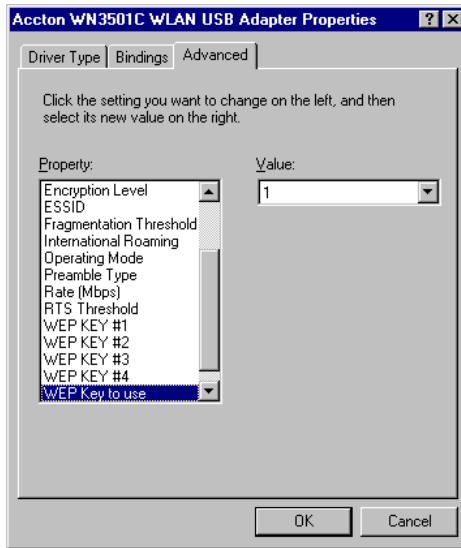 Accton WN3501C WLAN USB Adapter Properties
Driver Type Bindings Advanced
Click the setting you want to change on the left, and then
select its new value on the right.
Property:
Encryption Level
ESSID
Fragmentation Threshold
International Roaming
Operating Mode
Preamble Type
Rate (Mbps)
RTS Threshold
WEP KEY #1
WEP KEY #2
WEP KEY #3
WEP KEY #4
WEP Key to use
Value:
1
OK Cancel